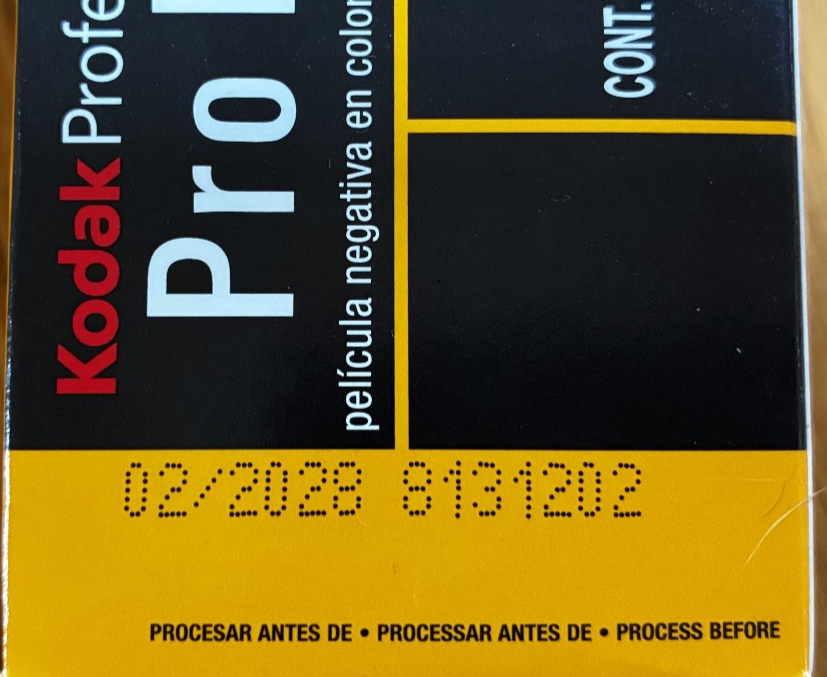 Kodak Profe
Pro
película negativa en color
CONT.
02/2028 8131202
PROCESAR ANTES DE • PROCESSAR ANTES DE • PROCESS BEFORE